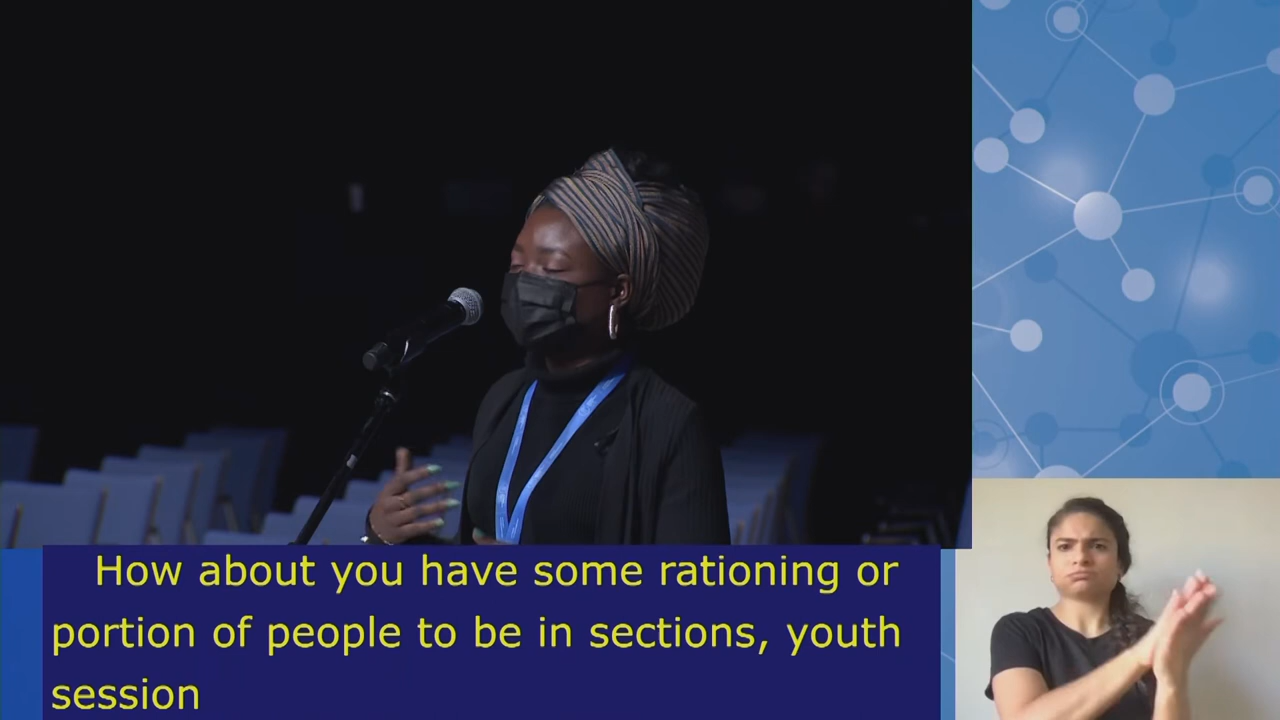 How about you have some rationing or
portion of people to be in sections, youth
session